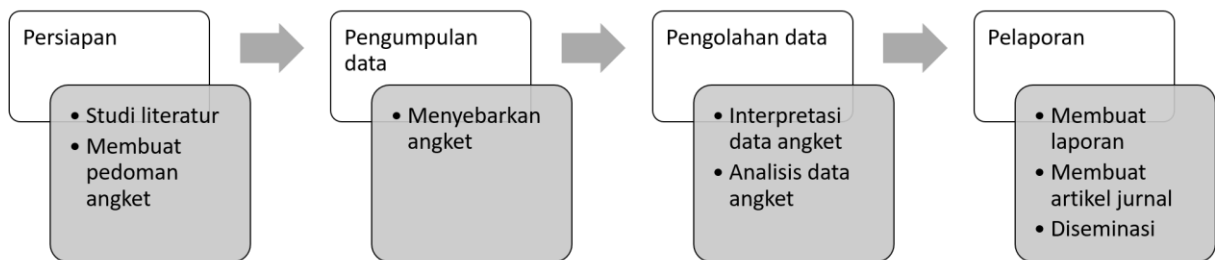 Persiapan
• Studi literatur
• Membuat
pedoman
angket
Pengumpulan
data
• Menyebarkan
angket
Pengolahan data
• Interpretasi
data angket
• Analisis data
angket
Pelaporan
• Membuat
laporan
• Membuat
artikel jurnal
• Diseminasi